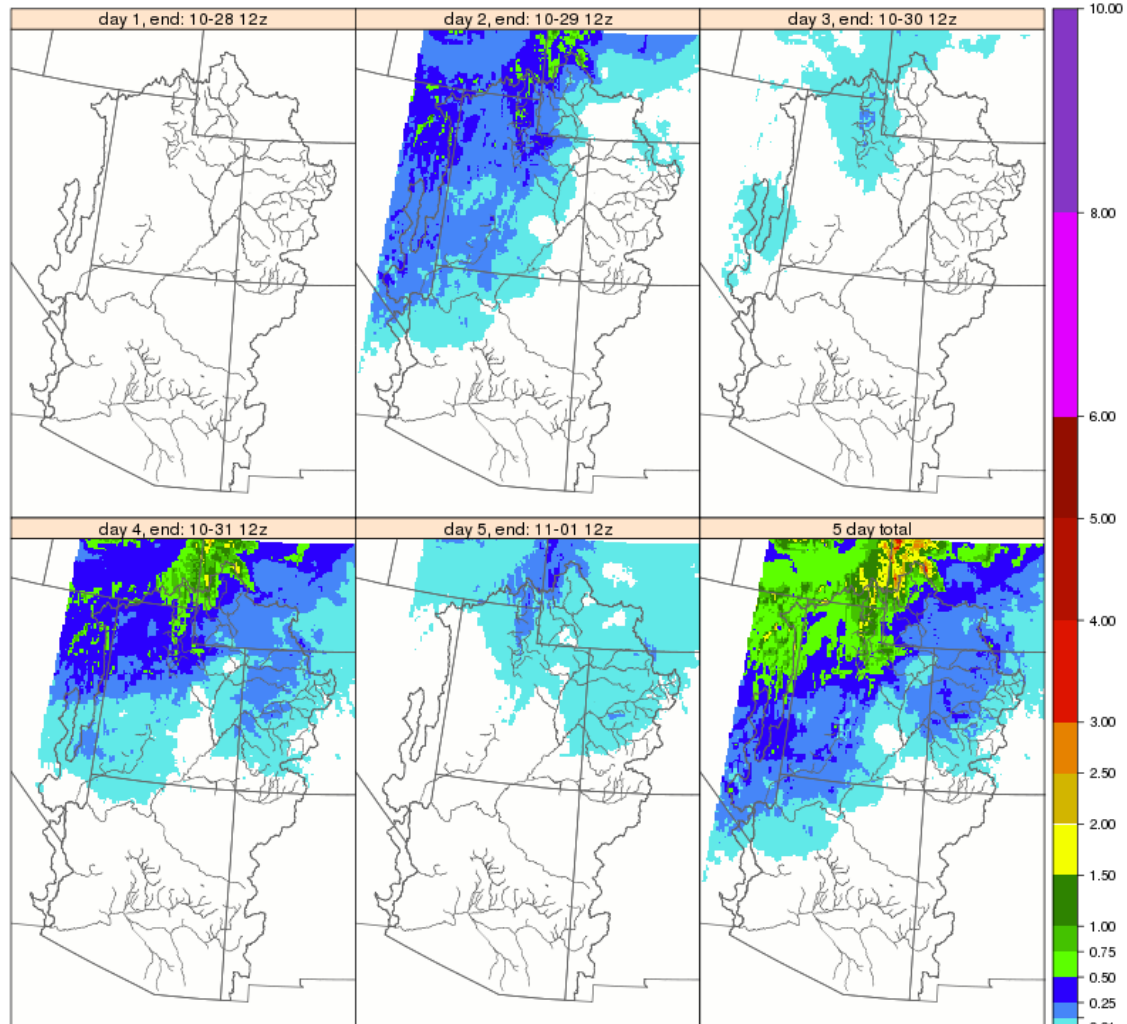 day 1, end: 10-28 12z
day 2, end: 10-29 12z
day 3, end: 10-30 12z
day 4, end: 10-31 12z
day 5, end: 11-01 12z
5 day total
10.00
8.00
6.00
5.00
4.00
3.00
2.50
2.00
1.50
1.00
0.75
0.50
0.25